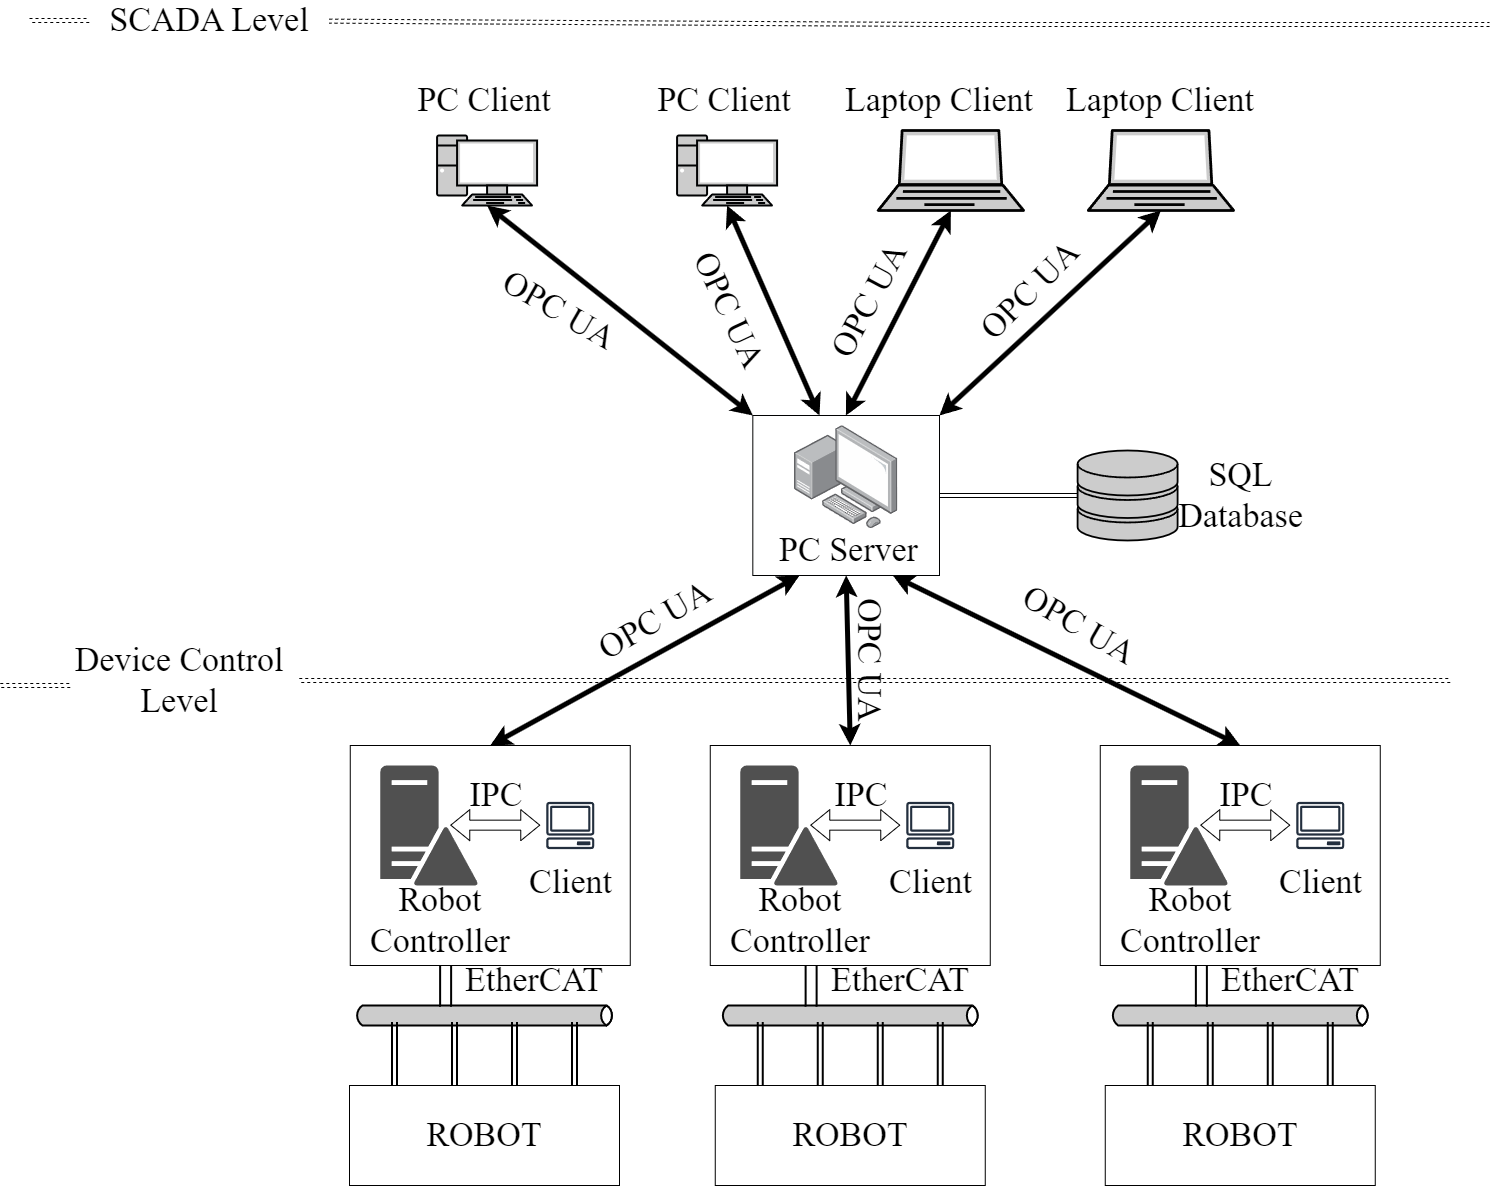 SCADA Level
PC Client
PC Client
Laptop Client
Laptop Client
OPC UA
OPC UA
OPC UA
OPC UA
SQL
Database
PC Server
OPC UA
OPC UA
OPC UA
Device Control
Level
IPC
Client
Robot
Controller
IPC
Client
Robot
Controller
IPC
Client
Robot
Controller
EtherCAT
EtherCAT
EtherCAT
ROBOT
ROBOT
ROBOT